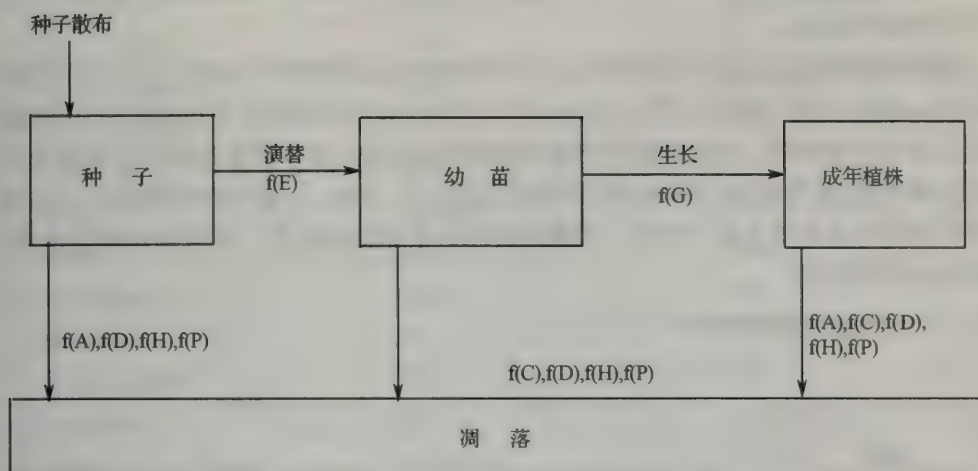 种子散布
种 子
演替
f(E)
幼 苗
生长
f(G)
成年植株
f(A),f(D),f(H),f(P)
f(C),f(D),f(H),f(P)
f(A),f(C),f(D),
f(H),f(P)
凋 落